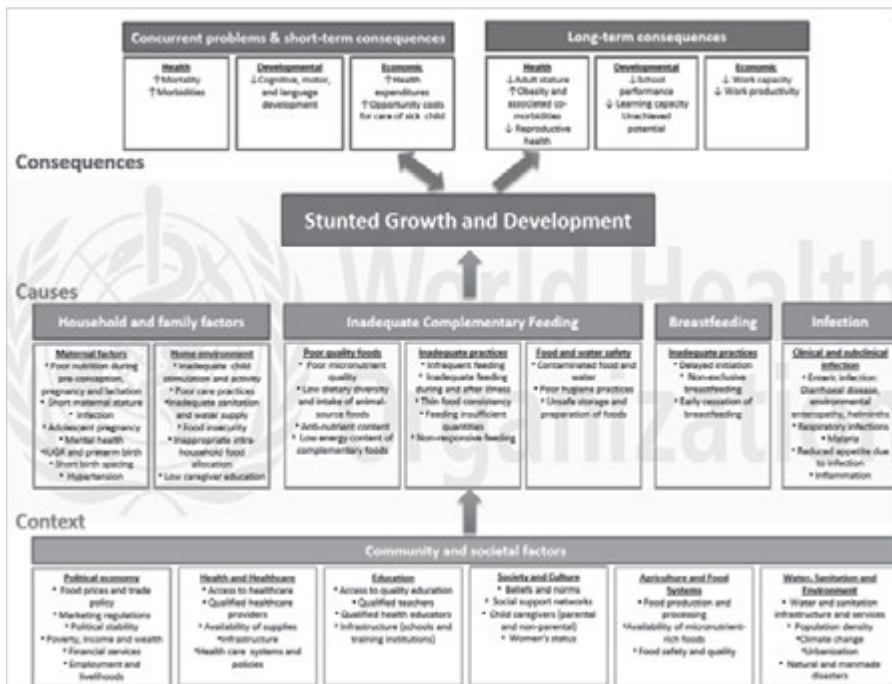 Concurrent problems & short-term consequences
Health
↑Mortality
↑Morbidities
Developmental
↓Cognitive, motor,
and language
development
Economic
↑Health
expenditures
↑Opportunity costs
for care of sick child
Long-term consequences
Health
↓Adult stature
↑Obesity and
associated co-
morbidities
↓ Reproductive
health
Developmental
↓School
performance
↓ Learning capacity
Unachieved
potential
Economic
↓ Work capacity
↓ Work productivity
Consequences
Stunted Growth and Development
World Health
Organization
Causes
Household and family factors
Maternal factors
• Poor nutrition during
pre-conception,
pregnancy and lactation
• Short maternal stature
• Infection
• Adolescent pregnancy
• Mental health
•IUGR and preterm birth
• Short birth spacing
• Hypertension
Home environment
• Inadequate child
stimulation and activity
• Poor care practices
•Inadequate sanitation
and water supply
• Food insecurity
• Inappropriate intra-
household food
allocation
• Low caregiver education
Inadequate Complementary Feeding
Poor quality foods
• Poor micronutrient
quality
• Low dietary diversity
and intake of animal-
source foods
• Anti-nutrient content
• Low energy content of
complementary foods
Inadequate practices
• Infrequent feeding
• Inadequate feeding
during and after illness
• Thin food consistency
• Feeding insufficient
quantities
• Non-responsive feeding
Food and water safety
• Contaminated food and
water
• Poor hygiene practices
• Unsafe storage and
preparation of foods
Breastfeeding
Inadequate practices
• Delayed initiation
• Non-exclusive
breastfeeding
• Early cessation of
breastfeeding
Infection
Clinical and subclinical
infection
• Enteric infection:
Diarrhoeal disease,
environmental
enteropathy, helminths
• Respiratory infections
• Malaria
• Reduced appetite due
to infection
• Inflammation
Context
Community and societal factors
Political economy
• Food prices and trade
policy
• Marketing regulations
• Political stability
• Poverty, income and wealth
• Financial services
• Employment and
livelihoods
Health and Healthcare
• Access to healthcare
• Qualified healthcare
providers
• Availability of supplies
•Infrastructure
• Health care systems and
policies
Education
• Access to quality education
• Qualified teachers
• Qualified health educators
• Infrastructure (schools and
training institutions)
Society and Culture
• Beliefs and norms
• Social support networks
• Child caregivers (parental
and non-parental)
• Women's status
Agriculture and Food
Systems
• Food production and
processing
•Availability of micronutrient-
rich foods
• Food safety and quality
Water, Sanitation and
Environment
• Water and sanitation
infrastructure and services
• Population density
•Climate change
•Urbanization
• Natural and manmade
disasters